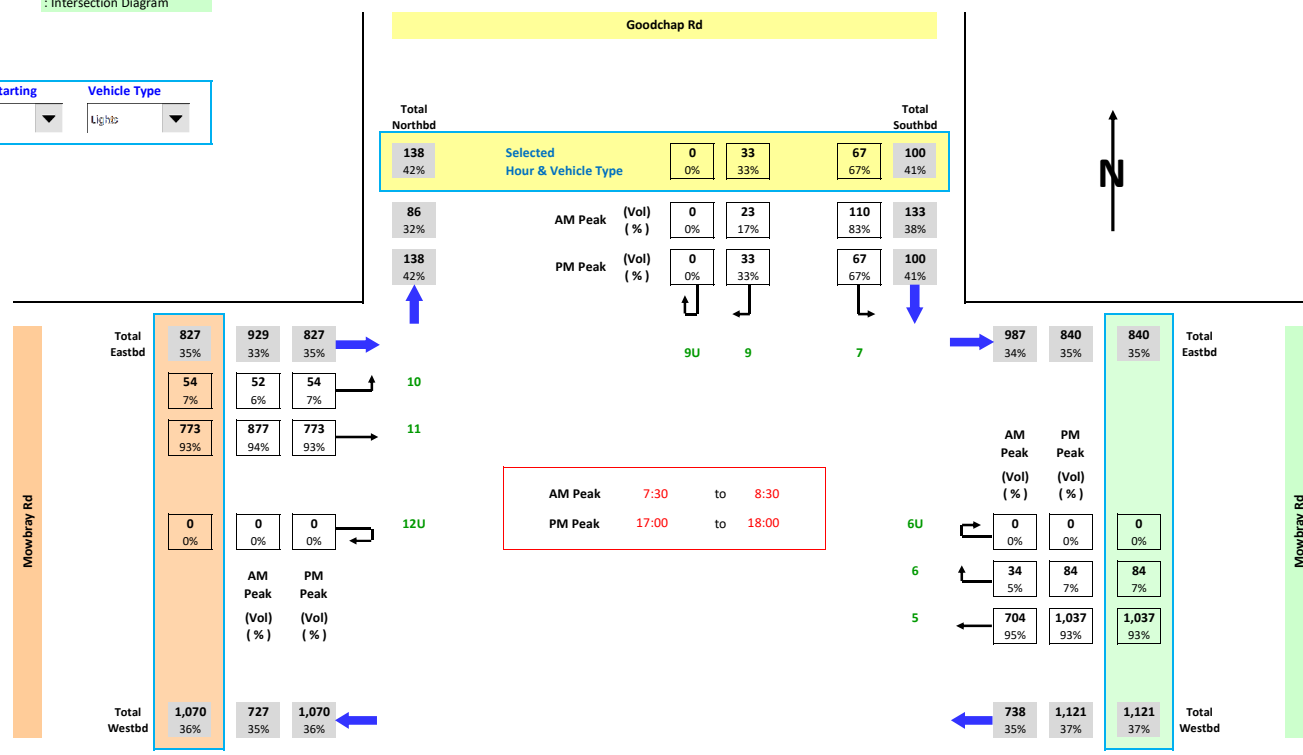 : Intersection Diagram
Goodchap Rd
tarting Vehicle Type
Lights
Total Total
Northbd Southbd
138 Selected 0 33 67 100
42% Hour & Vehicle Type 0% 33% 67% 41%
N
86 AM Peak (Vol) 0 23 110 133
32% ( % ) 0% 17% 83% 38%
138 PM Peak (Vol) 0 33 67 100
42% ( % ) 0% 33% 67% 41%
Total 827 929 827 9U 9 7 987 840 840 Total
Eastbd 35% 33% 35% 34% 35% 35% Eastbd
54 52 54 10
7% 6% 7%
773 877 773 11
93% 94% 93%
AM PM
Peak Peak
(Vol) (Vol)
( % ) ( % )
AM Peak 7:30 to 8:30
PM Peak 17:00 to 18:00
Mowbray Rd
Mowbray Rd
0 0 0 12U 6U 0 0 0
0% 0% 0% 0% 0% 0%
AM PM 6 34 84 84
Peak Peak 5% 7% 7%
(Vol) (Vol) 5 704 1,037 1,037
( % ) ( % ) 95% 93% 93%
Total 1,070 727 1,070 738 1,121 1,121 Total
Westbd 36% 35% 36% 35% 37% 37% Westbd